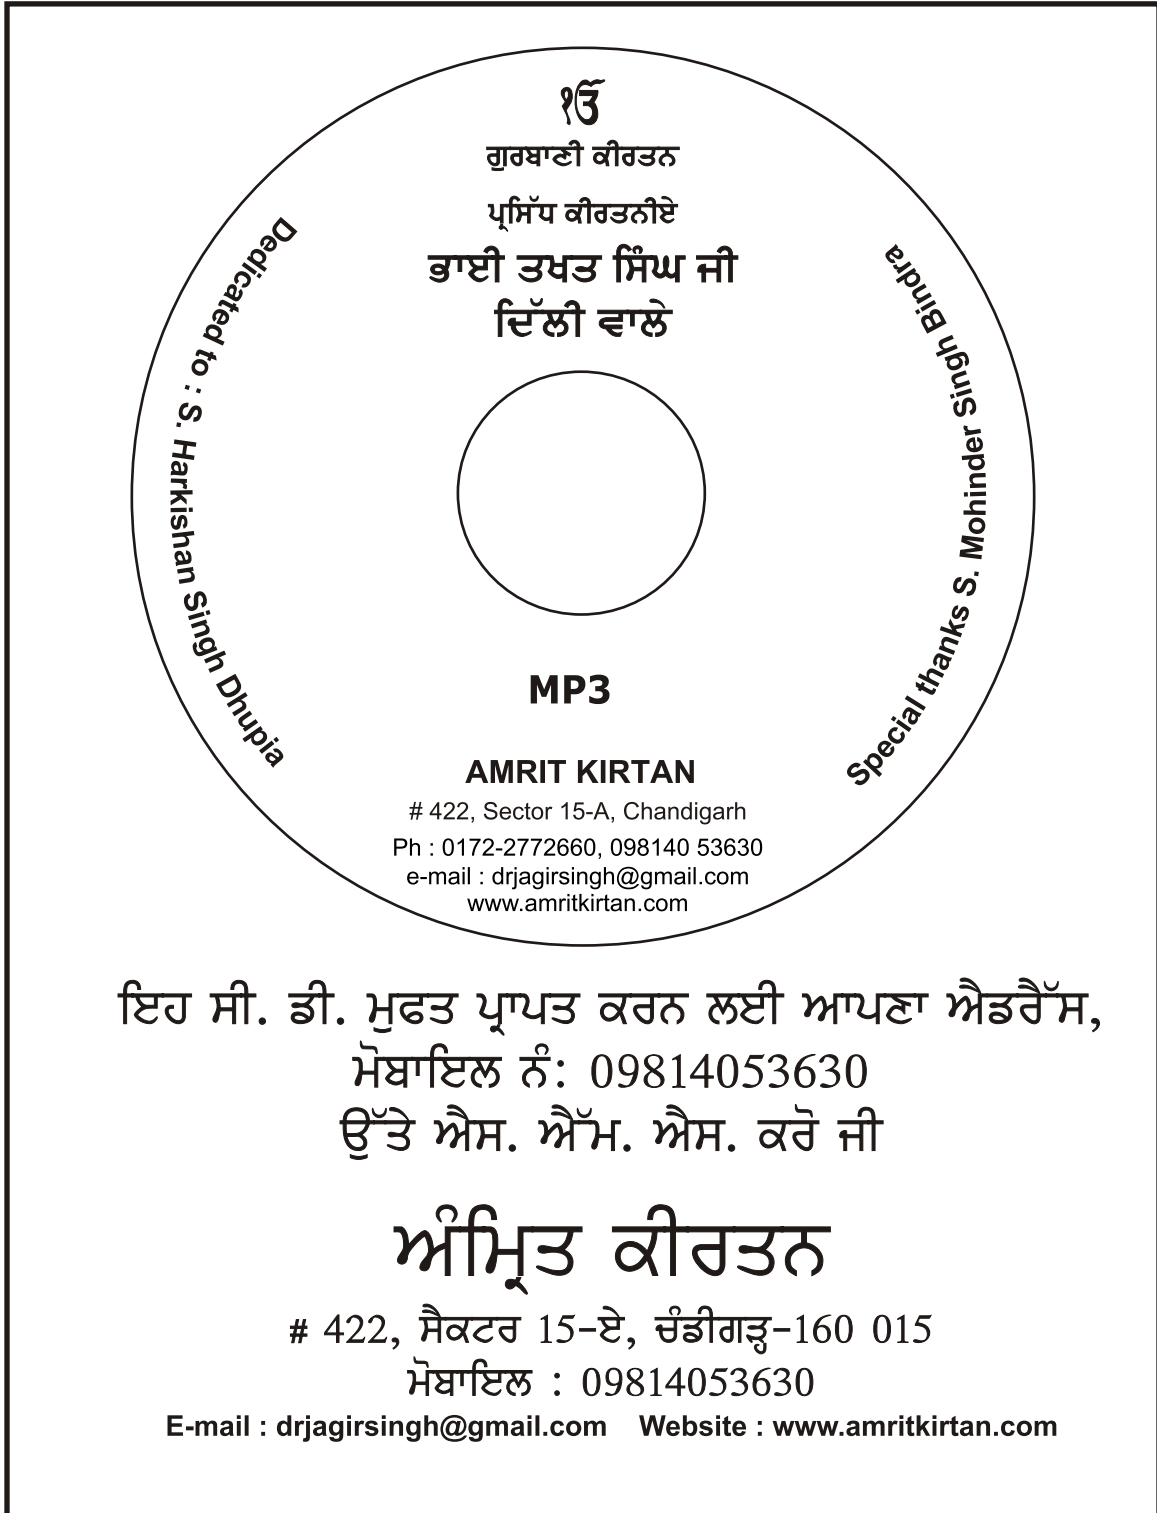 ੴ
ਗੁਰਬਾਣੀ ਕੀਰਤਨ
ਪ੍ਰਸਿੱਧ ਕੀਰਤਨੀਏ
ਭਾਈ ਤਖਤ ਸਿੰਘ ਜੀ
ਦਿੱਲੀ ਵਾਲੇ
Dedicated to : S. Harkishan Singh Dhupia
Special thanks S. Mohinder Singh Bindra
MP3
AMRIT KIRTAN
# 422, Sector 15-A, Chandigarh
Ph : 0172-2772660, 098140 53630
e-mail : drjagirsingh@gmail.com
www.amritkirtan.com
ਇਹ ਸੀ. ਡੀ. ਮੁਫਤ ਪ੍ਰਾਪਤ ਕਰਨ ਲਈ ਆਪਣਾ ਐਡਰੈੱਸ,
ਮੋਬਾਇਲ ਨੰ: 09814053630
ਉੱਤੇ ਐਸ. ਐੱਮ. ਐਸ. ਕਰੋ ਜੀ
ਅੰਮ੍ਰਿਤ ਕੀਰਤਨ
# 422, ਸੈਕਟਰ 15-ਏ, ਚੰਡੀਗੜ੍ਹ-160 015
ਮੋਬਾਇਲ : 09814053630
E-mail : drjagirsingh@gmail.com Website : www.amritkirtan.com